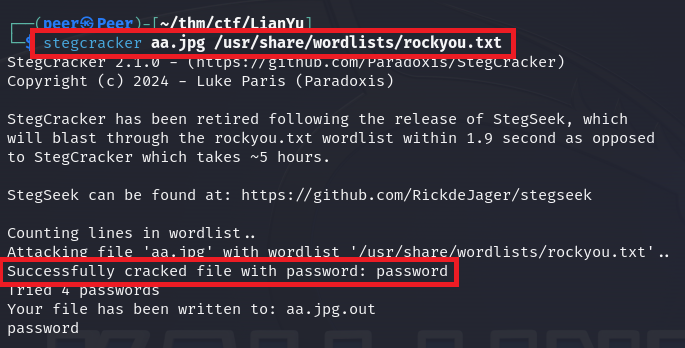 ┌──(peer㉿Peer)-[~/thm/ctf/LianYu]
└─$ stegcracker aa.jpg /usr/share/wordlists/rockyou.txt
StegCracker 2.1.0 - (https://github.com/Paradoxis/StegCracker)
Copyright (c) 2024 - Luke Paris (Paradoxis)

StegCracker has been retired following the release of StegSeek, which
will blast through the rockyou.txt wordlist within 1.9 second as opposed
to StegCracker which takes ~5 hours.

StegSeek can be found at: https://github.com/RickdeJager/stegseek

Counting lines in wordlist..
Attacking file 'aa.jpg' with wordlist '/usr/share/wordlists/rockyou.txt'..
Successfully cracked file with password: password
Tried 4 passwords
Your file has been written to: aa.jpg.out
password